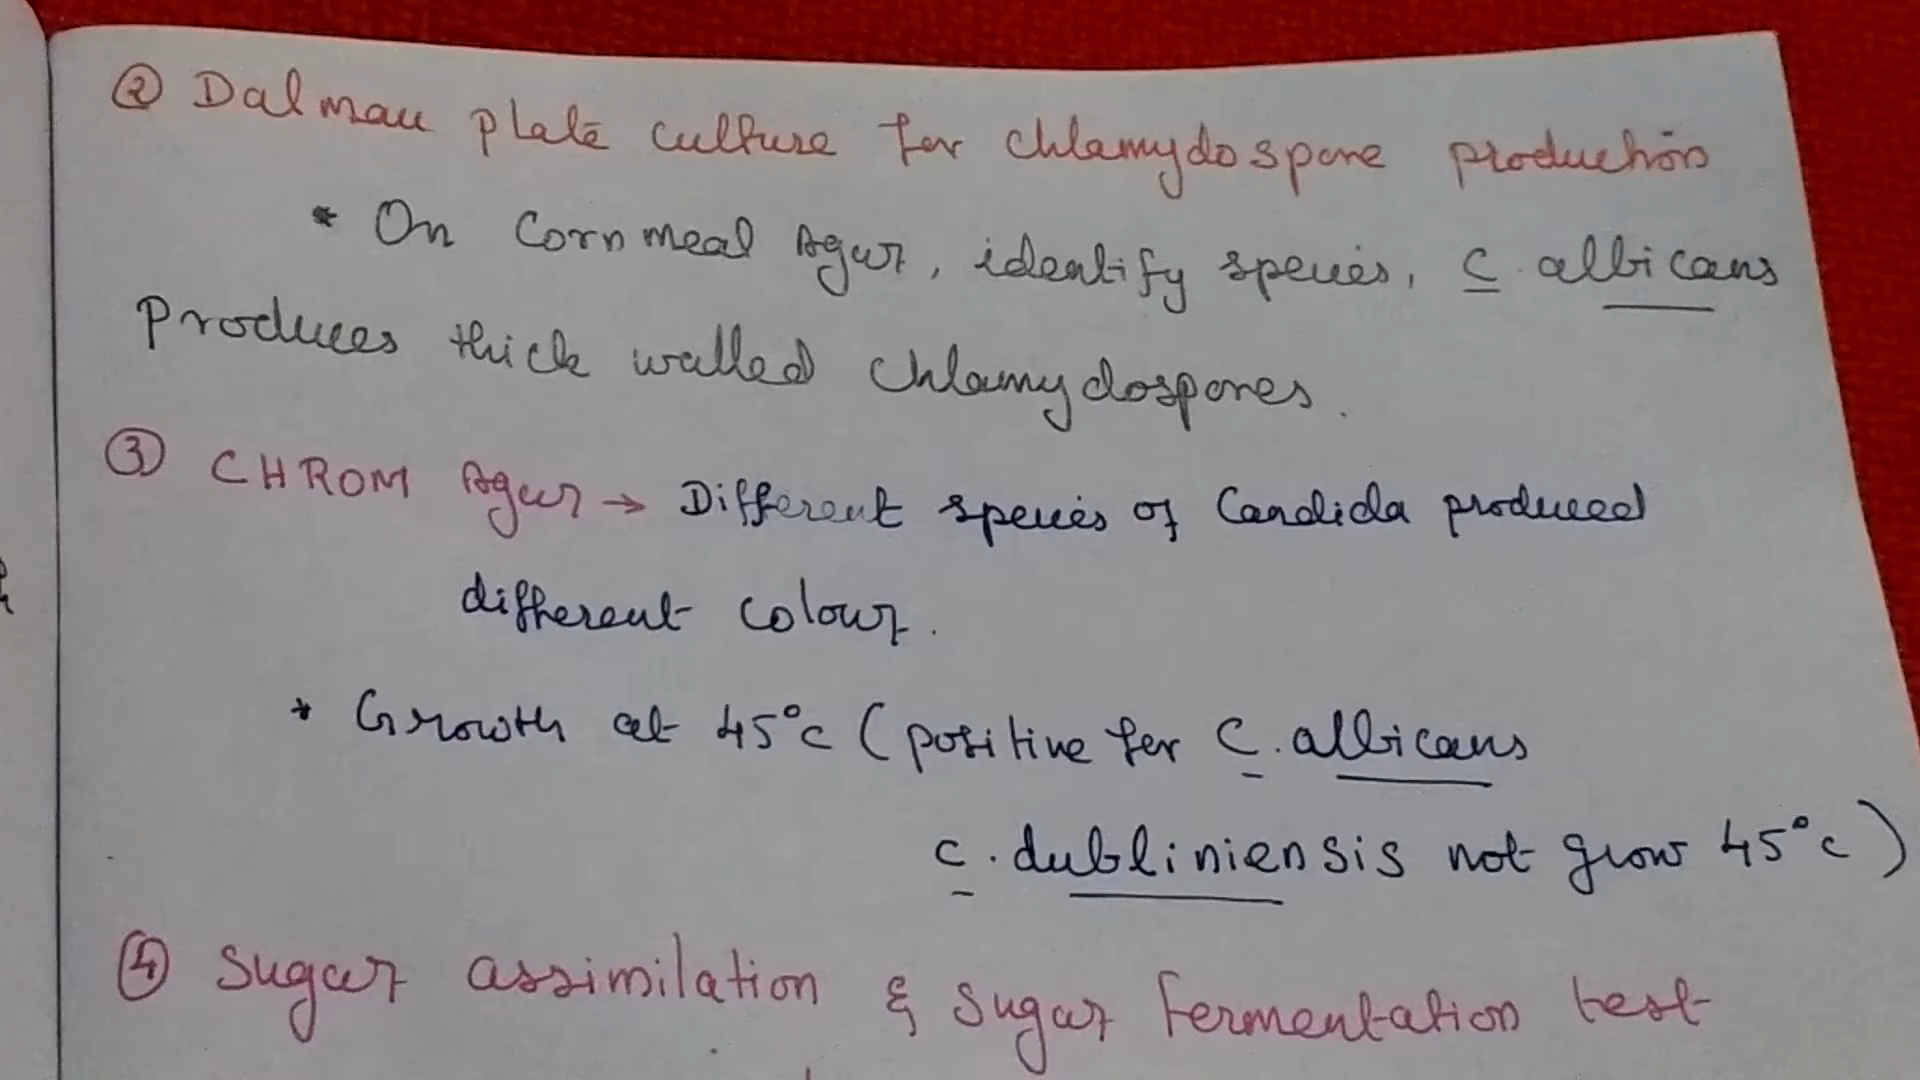 ② Dalmau plate culture for chlamydospore production
* On Corn meal Agar, identify species, C. albicans
produces thick walled chlamydospores.
③ CHROM Agar → Different species of Candida produced
different colour.
* Growth at 45°c (positive for C. albicans
C. dubliniensis not grow 45°c)
④ Sugar assimilation & Sugar fermentation test